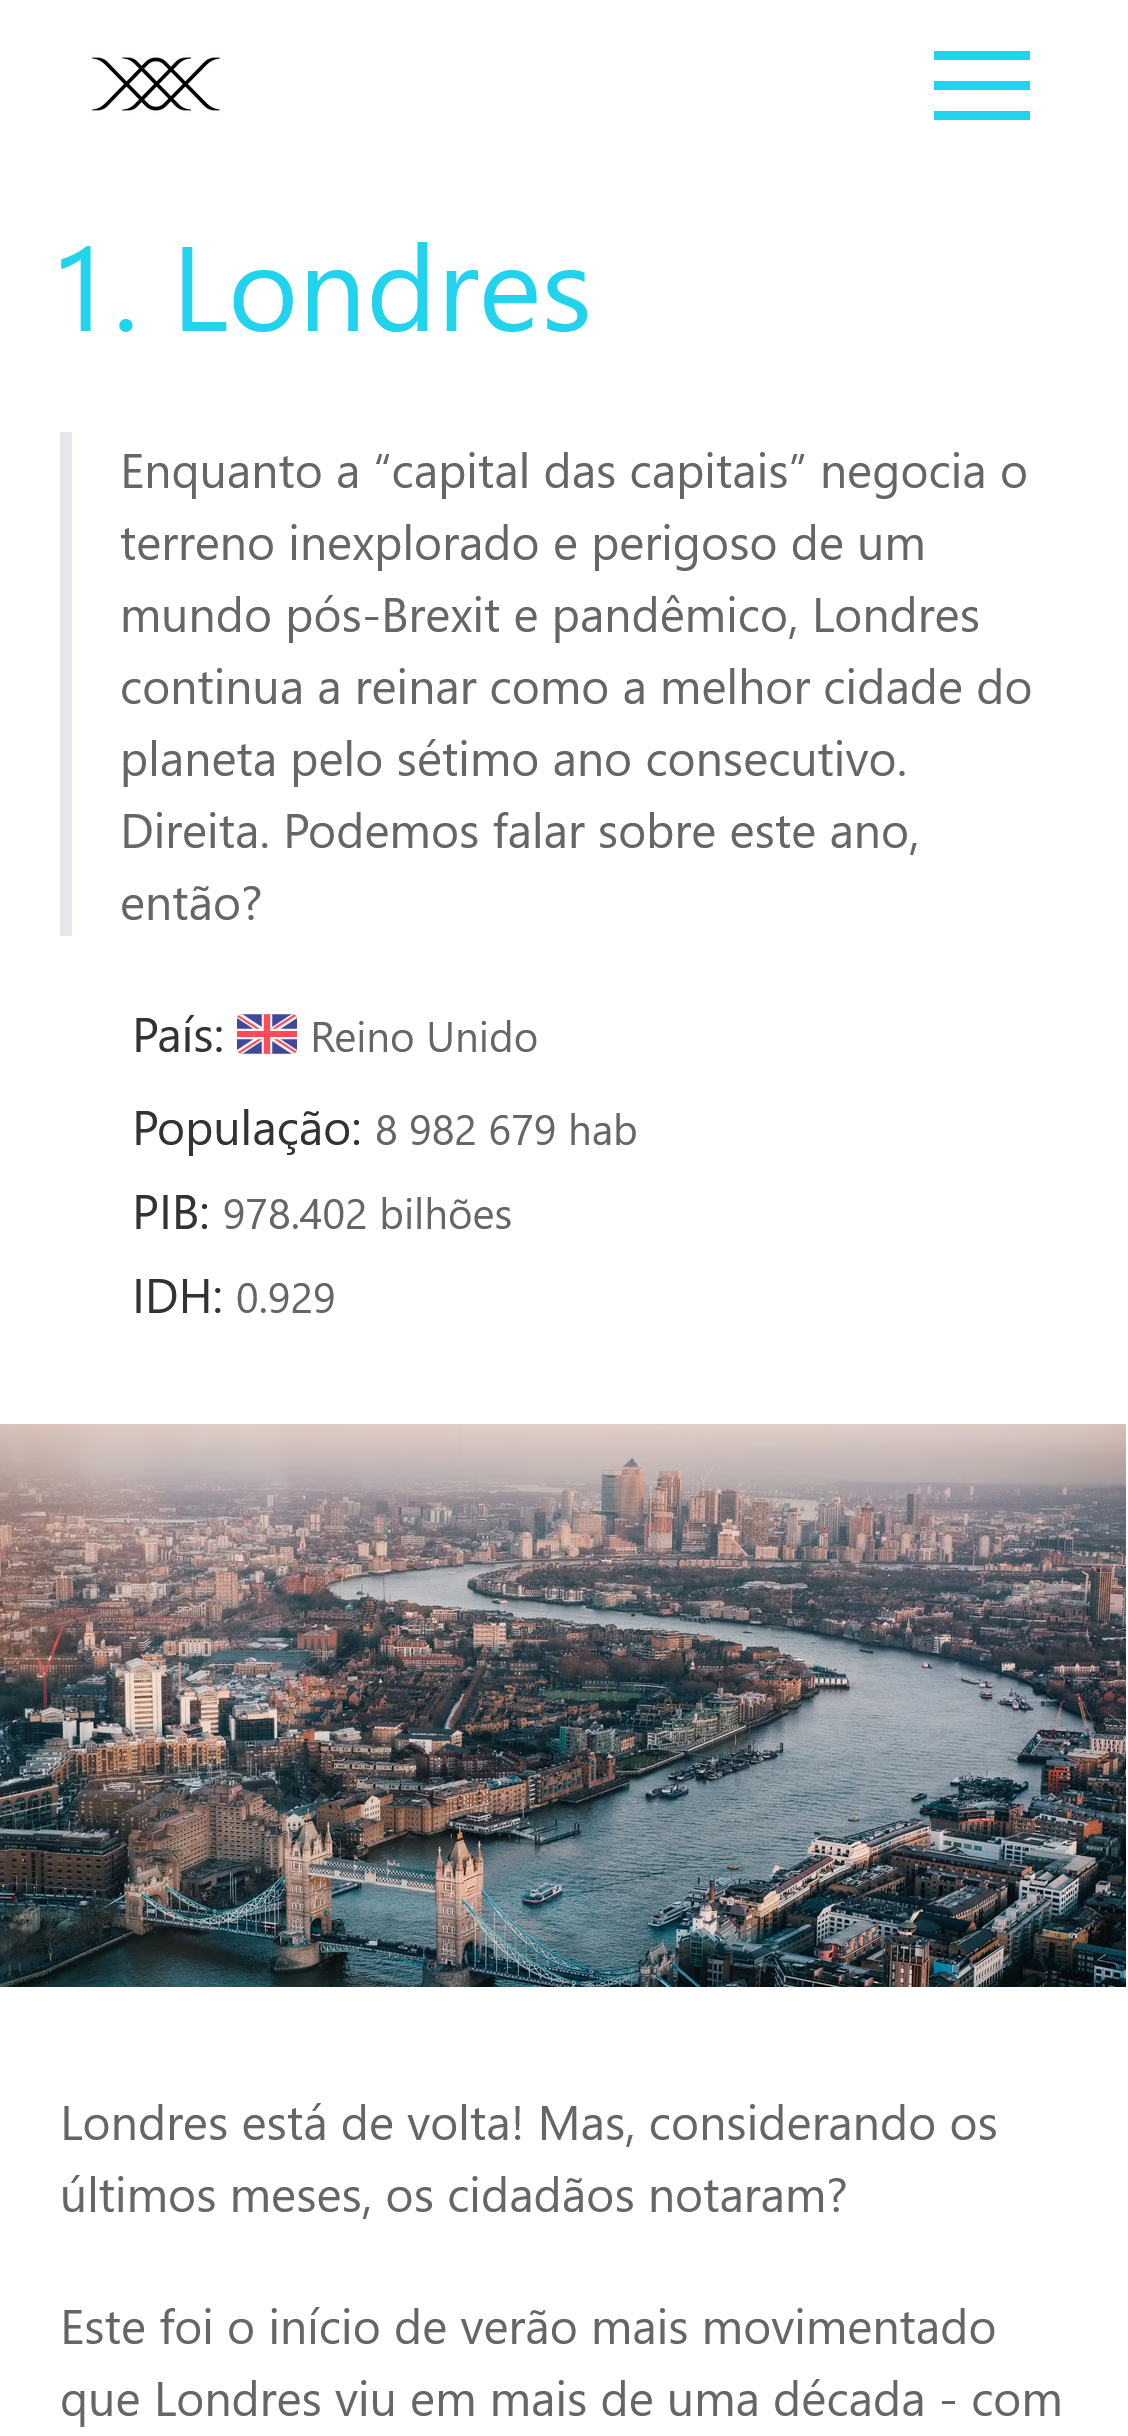 1. Londres
Enquanto a “capital das capitais” negocia o
terreno inexplorado e perigoso de um
mundo pós-Brexit e pandêmico, Londres
continua a reinar como a melhor cidade do
planeta pelo sétimo ano consecutivo.
Direita. Podemos falar sobre este ano,
então?
País: Reino Unido
População: 8 982 679 hab
PIB: 978.402 bilhões
IDH: 0.929
Londres está de volta! Mas, considerando os
últimos meses, os cidadãos notaram?
Este foi o início de verão mais movimentado
que Londres viu em mais de uma década - com